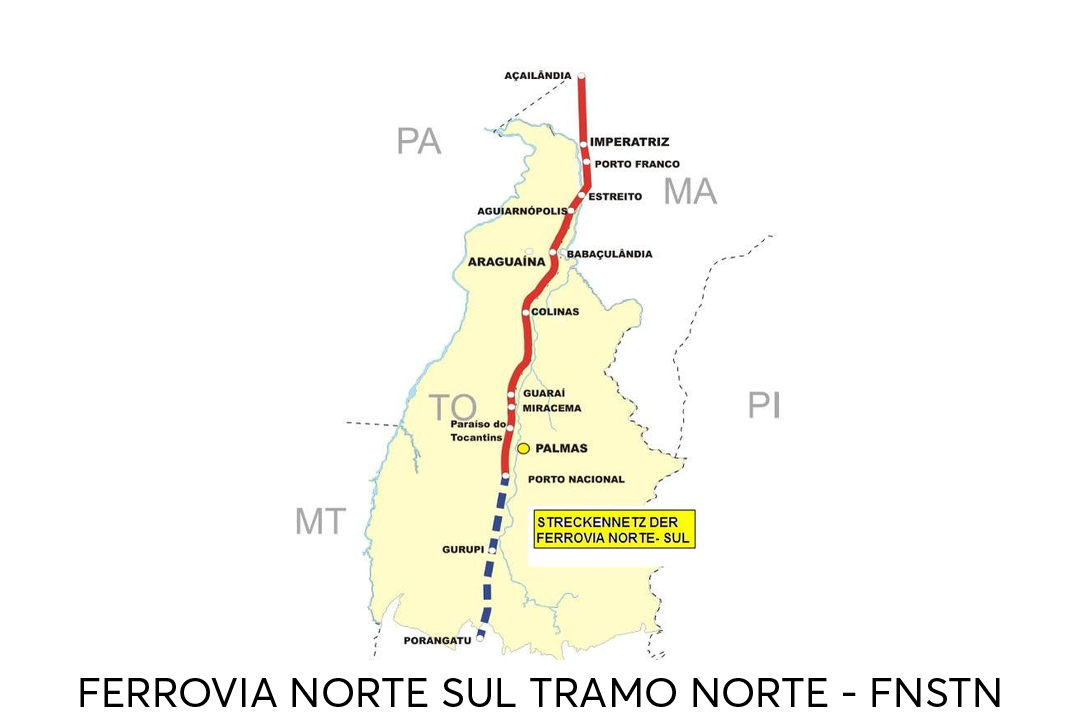 AÇAILÂNDIA
PA
IMPERATRIZ
PORTO FRANCO
MA
ESTREITO
AGUIARNÓPOLIS
BABAÇULÂNDIA
ARAGUAÍNA
COLINAS
GUARAÍ
TO
MIRACEMA
PI
Paraíso do
Tocantins
PALMAS
PORTO NACIONAL
MT
STRECKENNETZ DER
FERROVIA NORTE- SUL
GURUPI
PORANGATU
FERROVIA NORTE SUL TRAMO NORTE - FNSTN